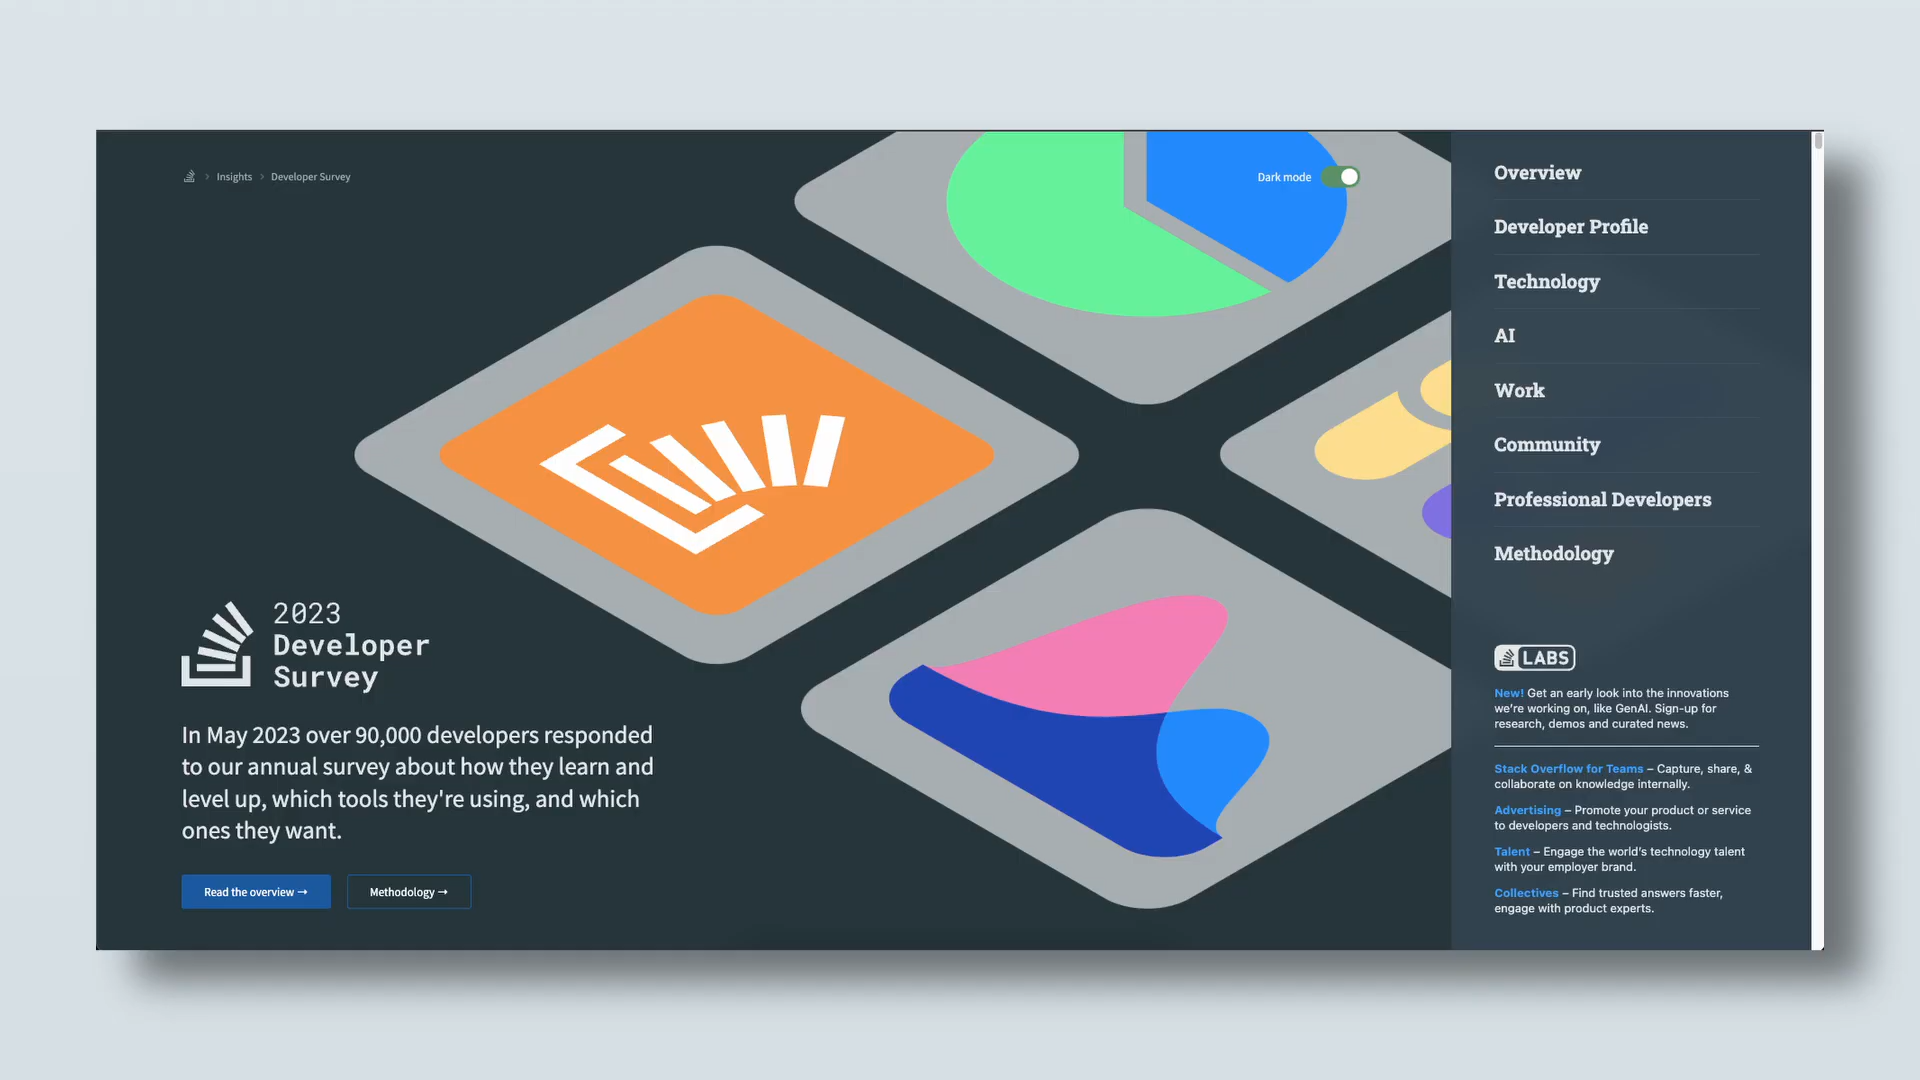 Insights
Developer Survey
Dark mode
2023
Developer
Survey
In May 2023 over 90,000 developers responded
to our annual survey about how they learn and
level up, which tools they're using, and which
ones they want.
Read the overview →
Methodology →
Overview
Developer Profile
Technology
AI
Work
Community
Professional Developers
Methodology
LABS
New! Get an early look into the innovations
we’re working on, like GenAI. Sign-up for
research, demos and curated news.
Stack Overflow for Teams – Capture, share, &
collaborate on knowledge internally.
Advertising – Promote your product or service
to developers and technologists.
Talent – Engage the world’s technology talent
with your employer brand.
Collectives – Find trusted answers faster,
engage with product experts.